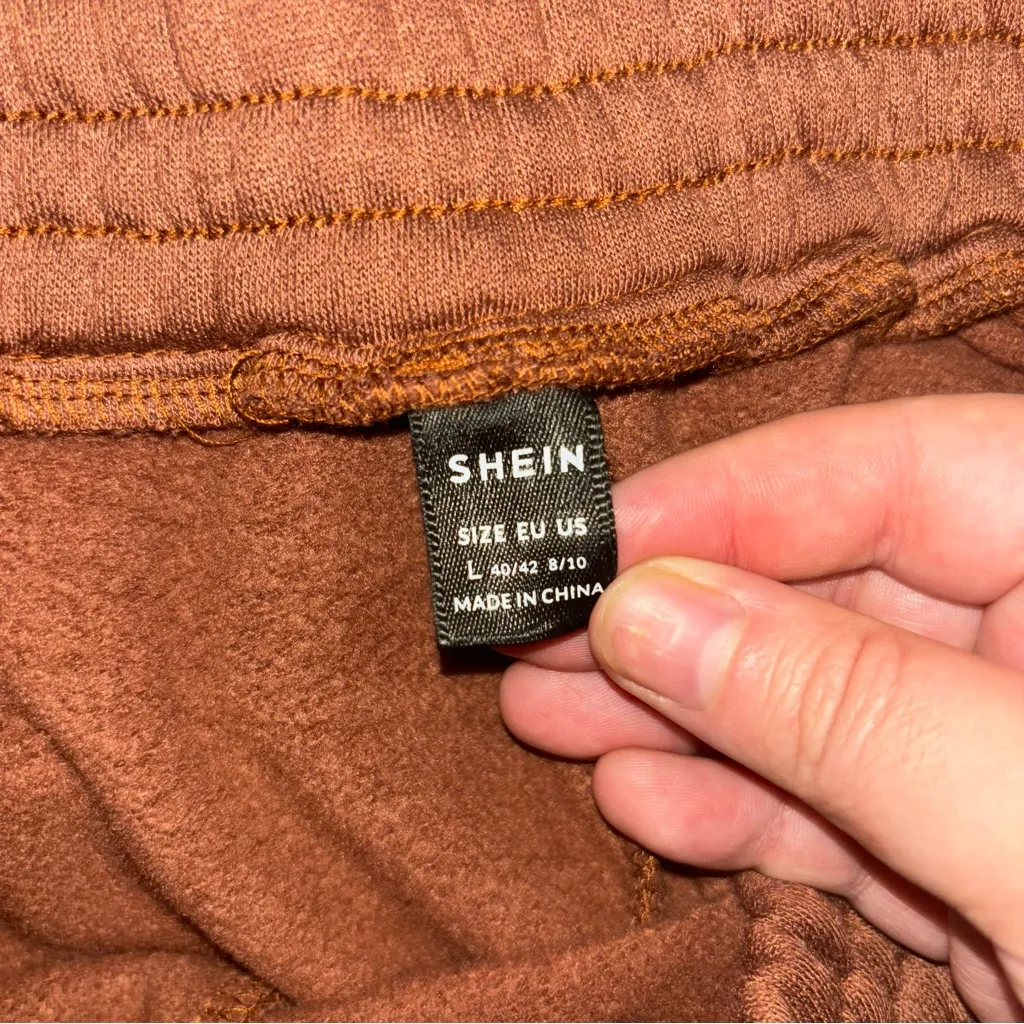 SHEIN
SIZE EU US
L 40/42 8/10
MADE IN CHINA